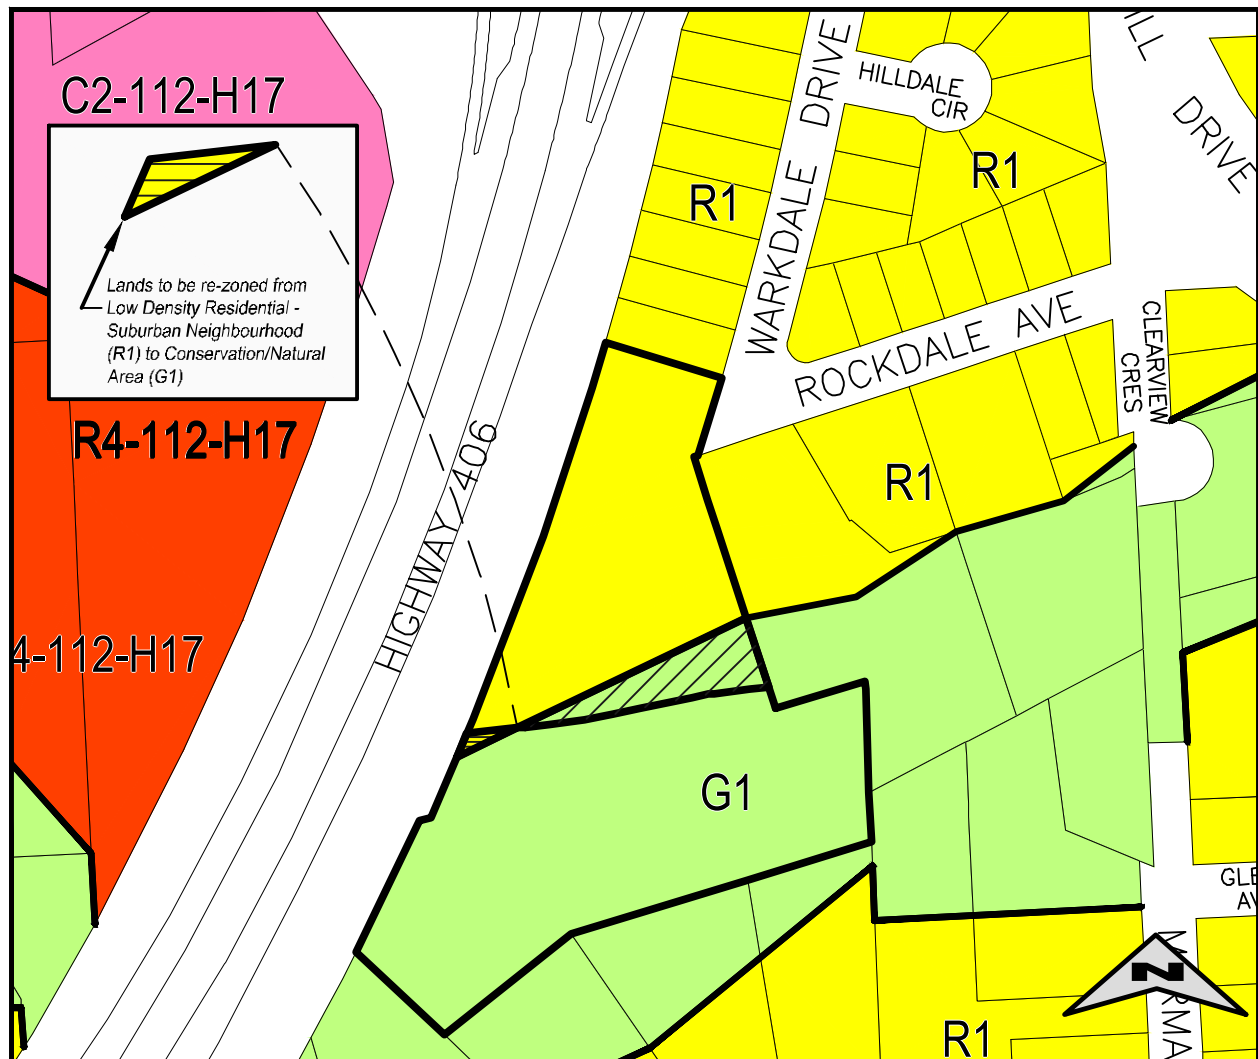 C2-112-H17
Lands to be re-zoned from
Low Density Residential -
Suburban Neighbourhood
(R1) to Conservation/Natural
Area (G1)
R4-112-H17
4-112-H17
HIGHWAY 406
R1
WARKDALE DRIVE
HILLDALE
CIR
R1
ILL
DRIVE
ROCKDALE AVE
CLEARVIEW
CRES
R1
G1
GLE
AV
N
R1